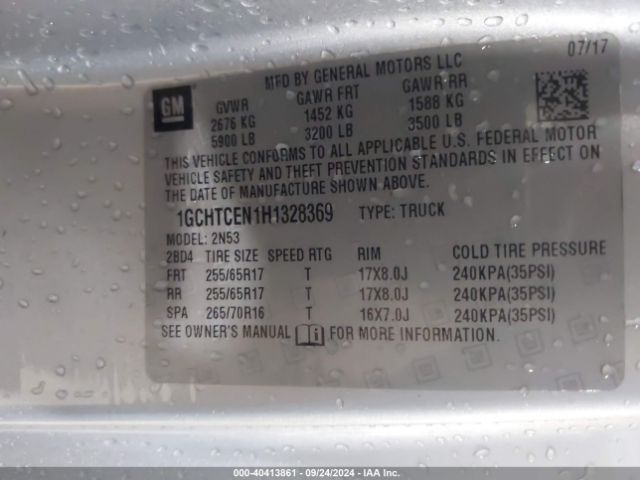 07/17
MFD BY GENERAL MOTORS LLC
GM
GVWR GAWR FRT GAWR RR
2676 KG 1452 KG 1588 KG
5900 LB 3200 LB 3500 LB
THIS VEHICLE CONFORMS TO ALL APPLICABLE U.S. FEDERAL MOTOR
VEHICLE SAFETY AND THEFT PREVENTION STANDARDS IN EFFECT ON
THE DATE OF MANUFACTURE SHOWN ABOVE.
1GCHTCEN1H1328369 TYPE: TRUCK
MODEL: 2N53
2BD4 TIRE SIZE SPEED RTG RIM COLD TIRE PRESSURE
FRT 255/65R17 T 17X8.0J 240KPA(35PSI)
RR 255/65R17 T 17X8.0J 240KPA(35PSI)
SPA 265/70R16 T 16X7.0J 240KPA(35PSI)
SEE OWNER'S MANUAL FOR MORE INFORMATION.
000-40413861 - 09/24/2024 - IAA Inc.